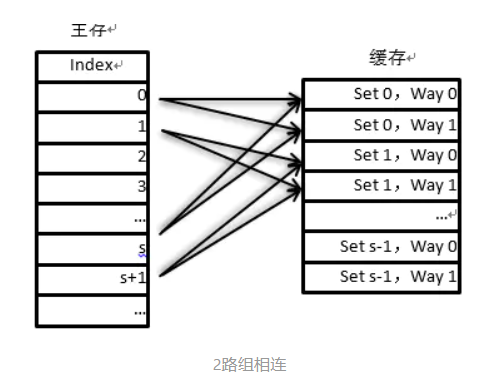 主存
Index
0
1
2
3
...
s
s+1
...
缓存
Set 0，Way 0
Set 0，Way 1
Set 1，Way 0
Set 1，Way 1
...
Set s-1，Way 0
Set s-1，Way 1
2路组相连